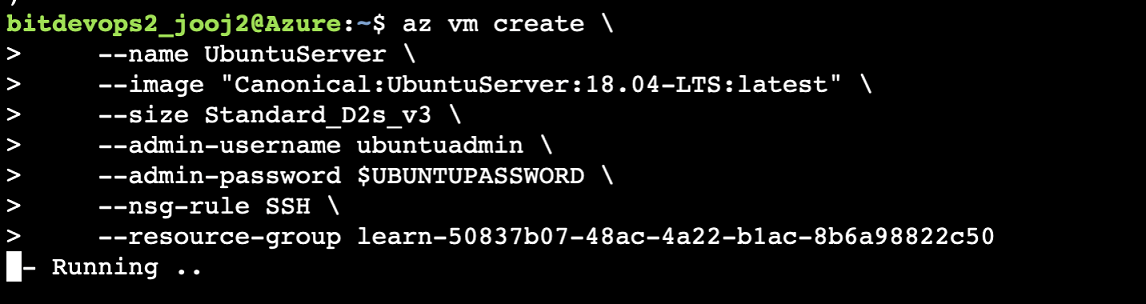 bitdevops2_jooj2@Azure:~$ az vm create \
> --name UbuntuServer \
> --image "Canonical:UbuntuServer:18.04-LTS:latest" \
> --size Standard_D2s_v3 \
> --admin-username ubuntuadmin \
> --admin-password $UBUNTUPASSWORD \
> --nsg-rule SSH \
> --resource-group learn-50837b07-48ac-4a22-b1ac-8b6a98822c50
- Running ..